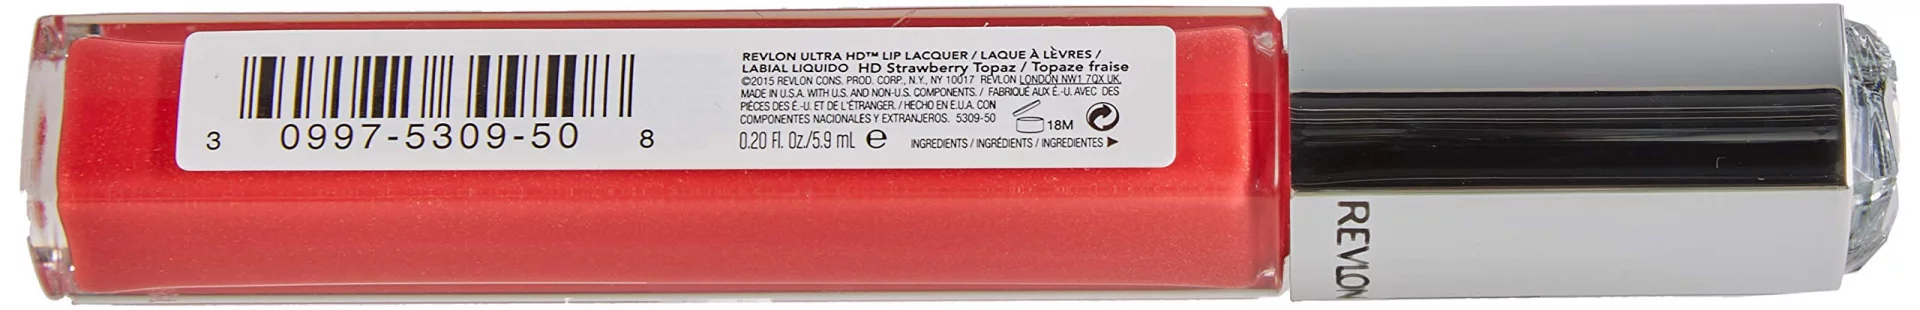 3 0997-5309-50 8
REVLON ULTRA HD™ LIP LACQUER / LAQUE À LÈVRES /
LABIAL LIQUIDO HD Strawberry Topaz / Topaze fraise
©2015 REVLON CONS. PROD. CORP., N.Y., NY 10017 REVLON LONDON NW1 7QX UK.
MADE IN U.S.A. WITH U.S. AND NON-U.S. COMPONENTS. / FABRIQUÉ AUX É.-U. AVEC DES
PIÈCES DES É.-U. ET DE L'ÉTRANGER. / HECHO EN E.U.A. CON
COMPONENTES NACIONALES Y EXTRANJEROS. 5309-50
18M
0.20 Fl. Oz./5.9 mL e
INGREDIENTS / INGRÉDIENTS / INGREDIENTES ►
REVLON